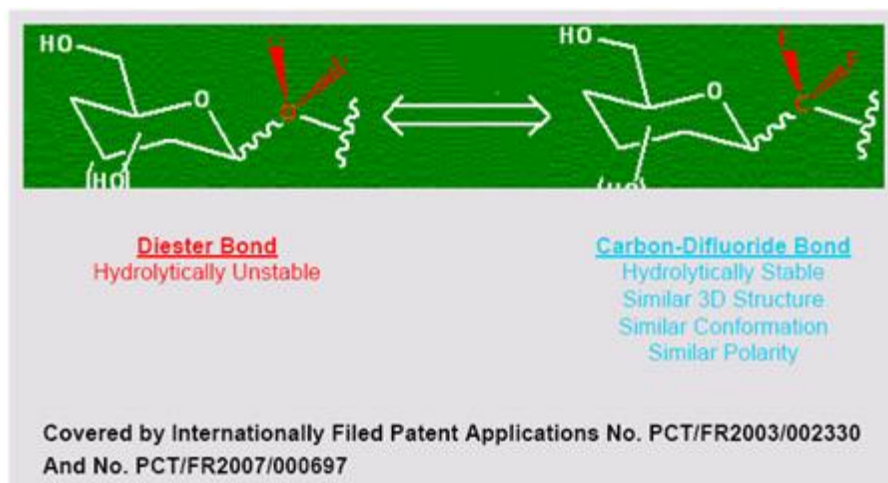 HO
HO
O
O
O
C
F
(HO)
Diester Bond
Hydrolytically Unstable
Carbon-Difluoride Bond
Hydrolytically Stable
Similar 3D Structure
Similar Conformation
Similar Polarity
Covered by Internationally Filed Patent Applications No. PCT/FR2003/002330
And No. PCT/FR2007/000697